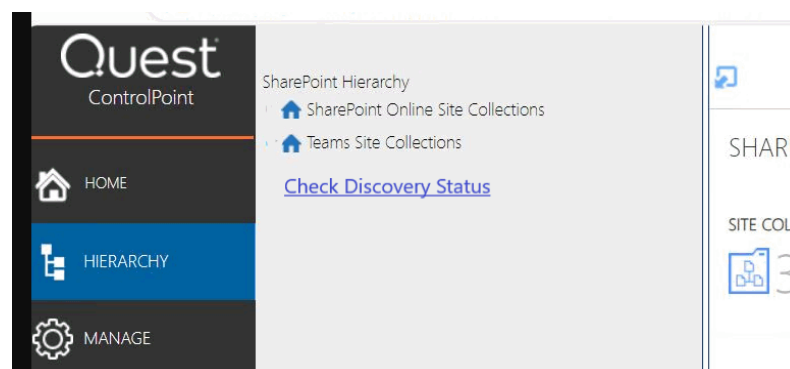 Quest
ControlPoint
HOME
HIERARCHY
MANAGE
SharePoint Hierarchy
SharePoint Online Site Collections
Teams Site Collections
Check Discovery Status
SHAR
SITE COL